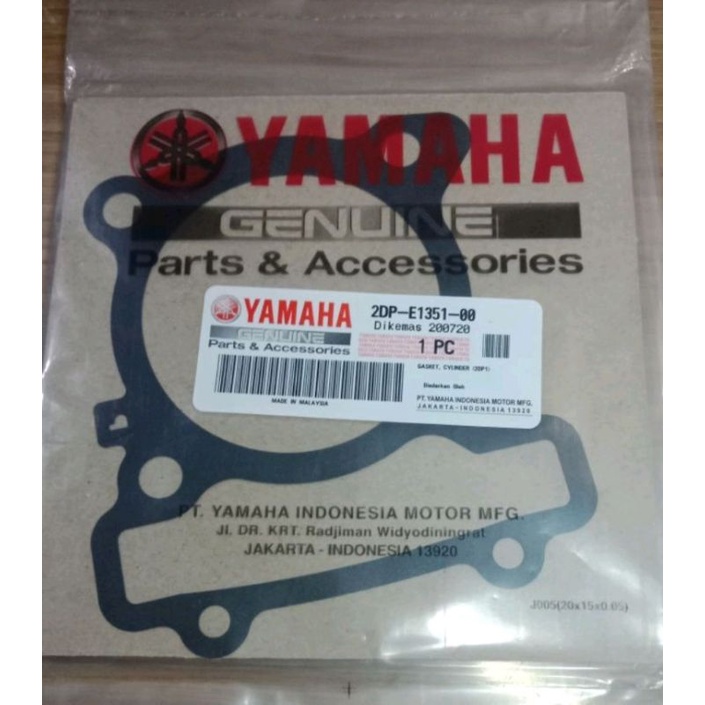 YAMAHA
GENUINE
Parts & Accessories
YAMAHA
GENUINE
Parts & Accessories
MADE IN MALAYSIA
2DP-E1351-00
Dikemas 200720
1 PC
GASKET, CYLINDER (2DP1)
Diedarkan Oleh
PT. YAMAHA INDONESIA MOTOR MFG.
JAKARTA-INDONESIA 13920
PT. YAMAHA INDONESIA MOTOR MFG.
Jl. DR. KRT. Radjiman Widyodiningrat
JAKARTA - INDONESIA 13920
J005(20x15x0.05)